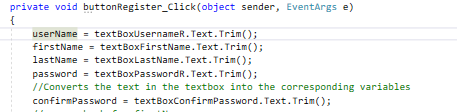 private void buttonRegister_Click(object sender, EventArgs e)
{
userName = textBoxUsernameR.Text.Trim();
firstName = textBoxFirstName.Text.Trim();
lastName = textBoxLastName.Text.Trim();
password = textBoxPasswordR.Text.Trim();
//Converts the text in the textbox into the corresponding variables
confirmPassword = textBoxConfirmPassword.Text.Trim();